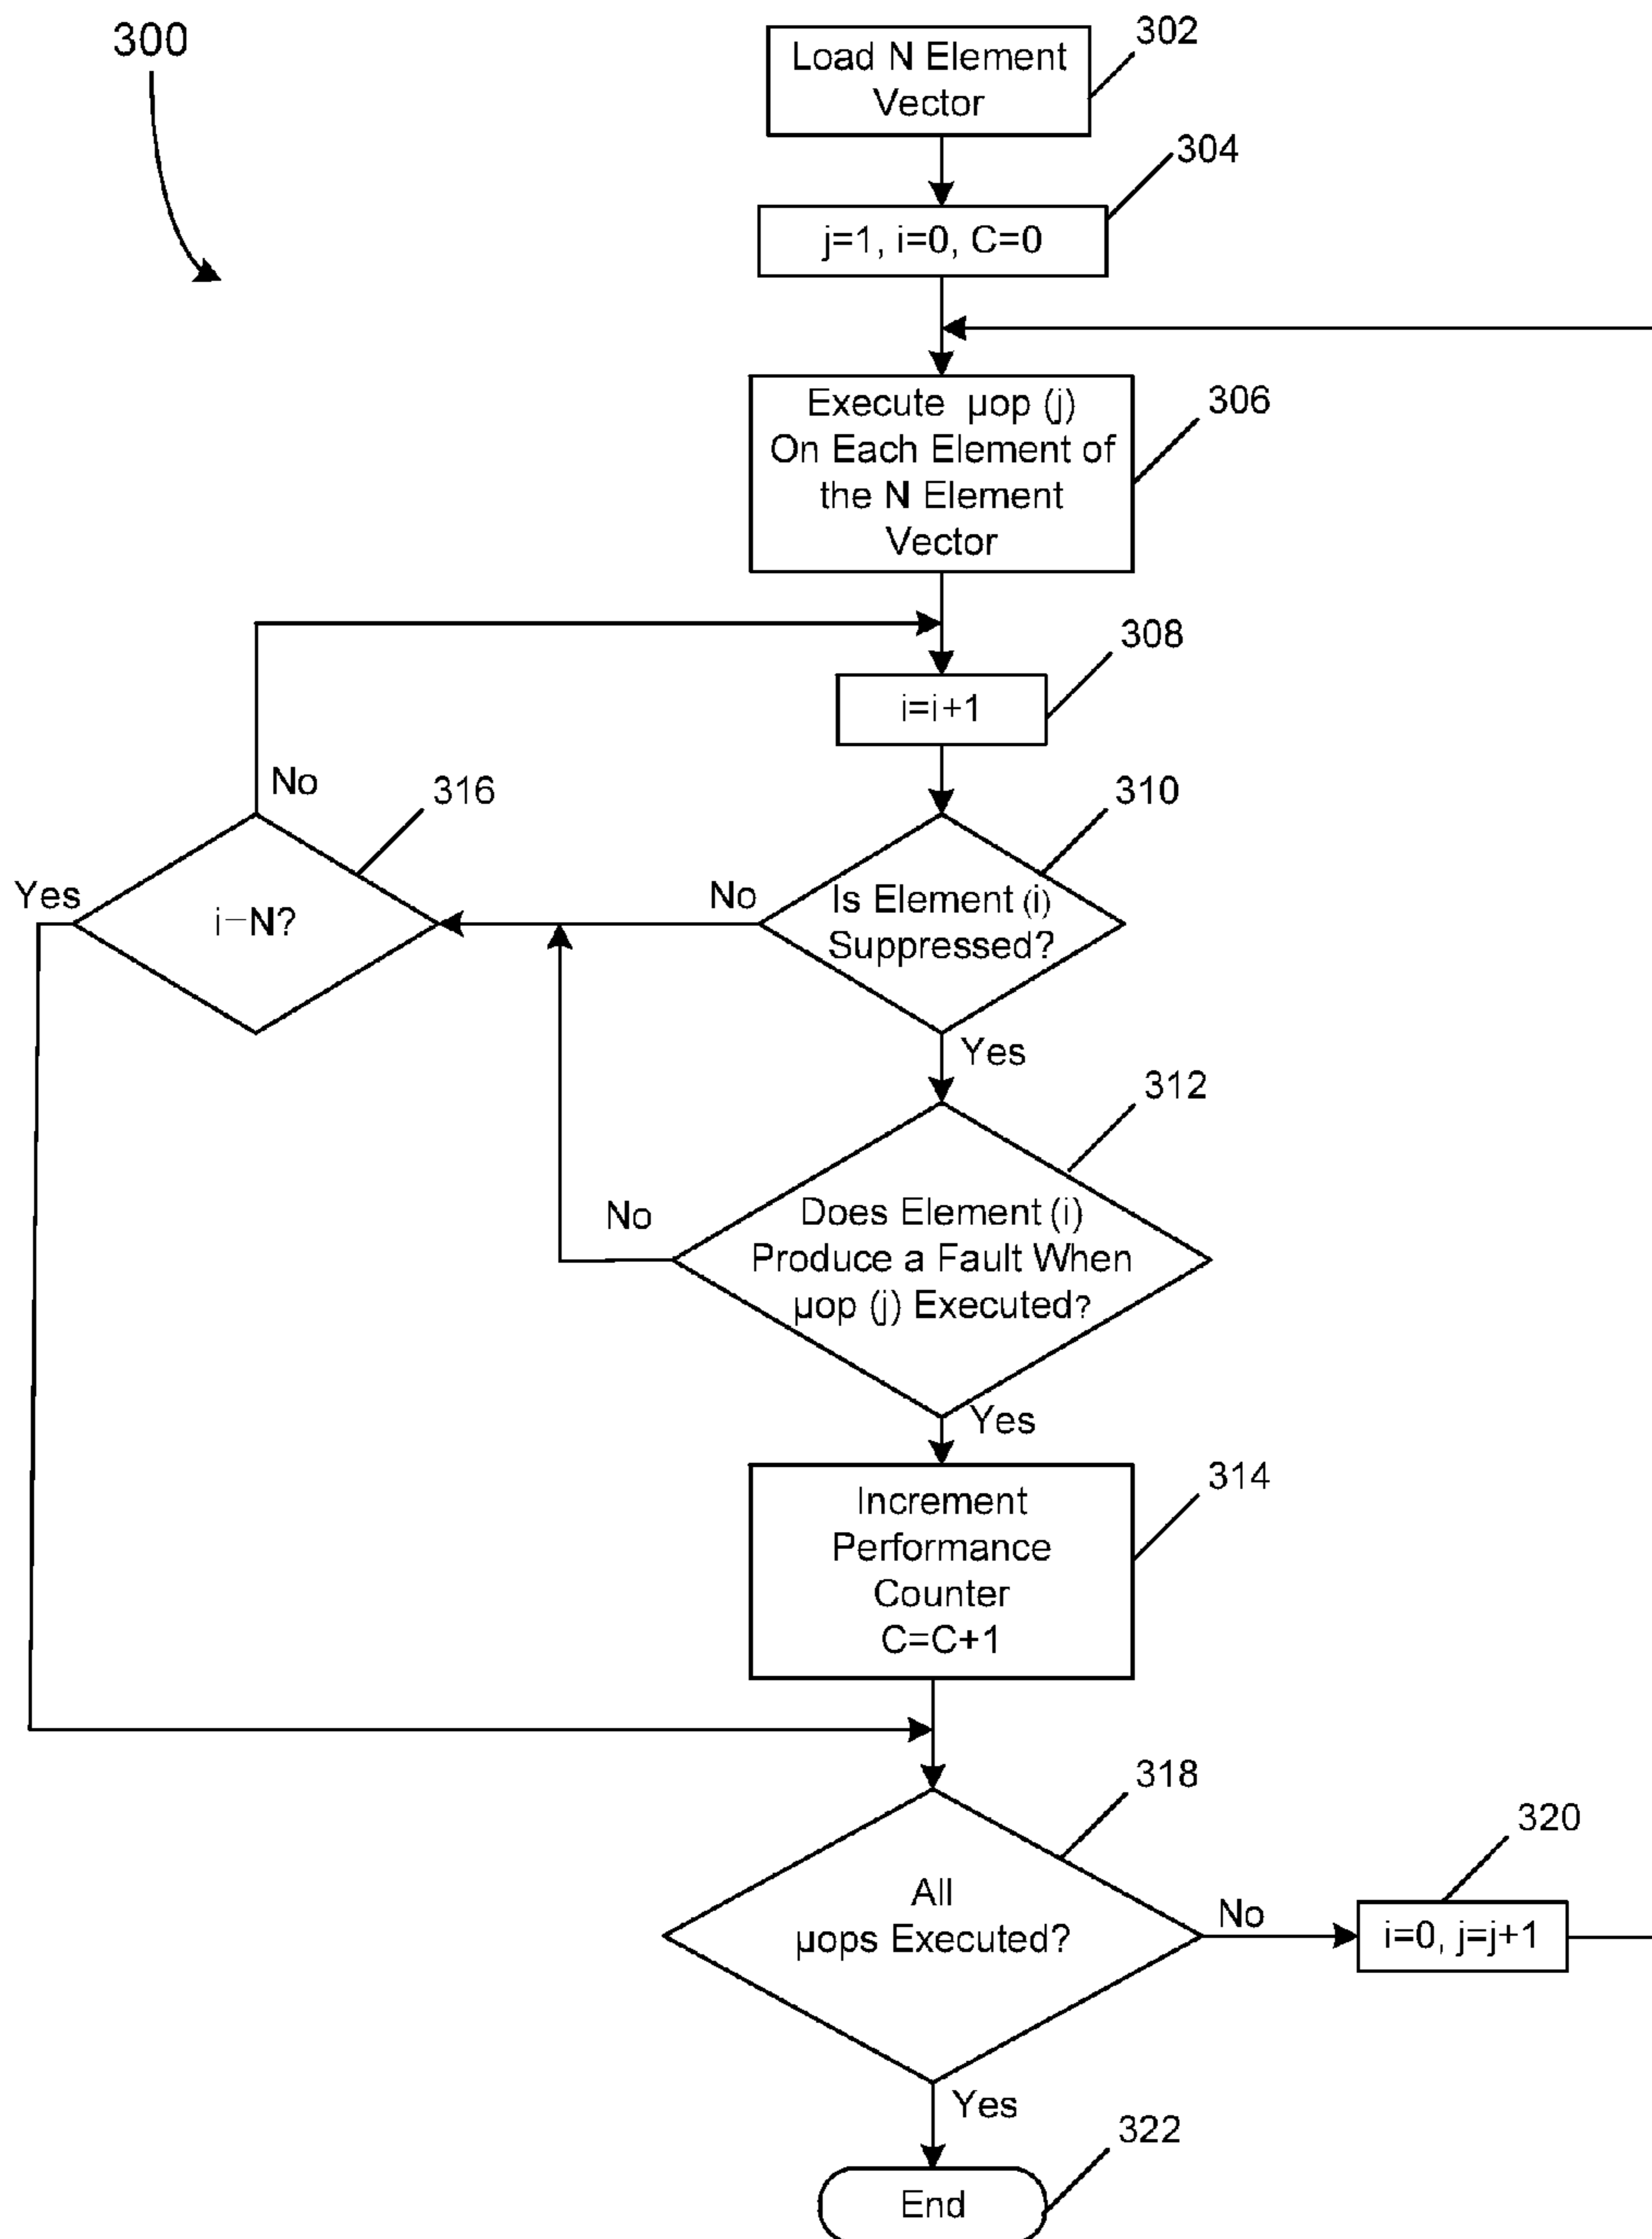 300
302
Load N Element
Vector
304
j=1, i=0, C=0
306
Execute µop (j)
On Each Element of
the N Element
Vector
308
i=i+1
No
316
310
Yes
i–N?
No
Is Element (i)
Suppressed?
Yes
312
No
Does Element (i)
Produce a Fault When
µop (j) Executed?
Yes
314
Increment
Performance
Counter
C=C+1
318
320
All
µops Executed?
No
i=0, j=j+1
Yes
322
End